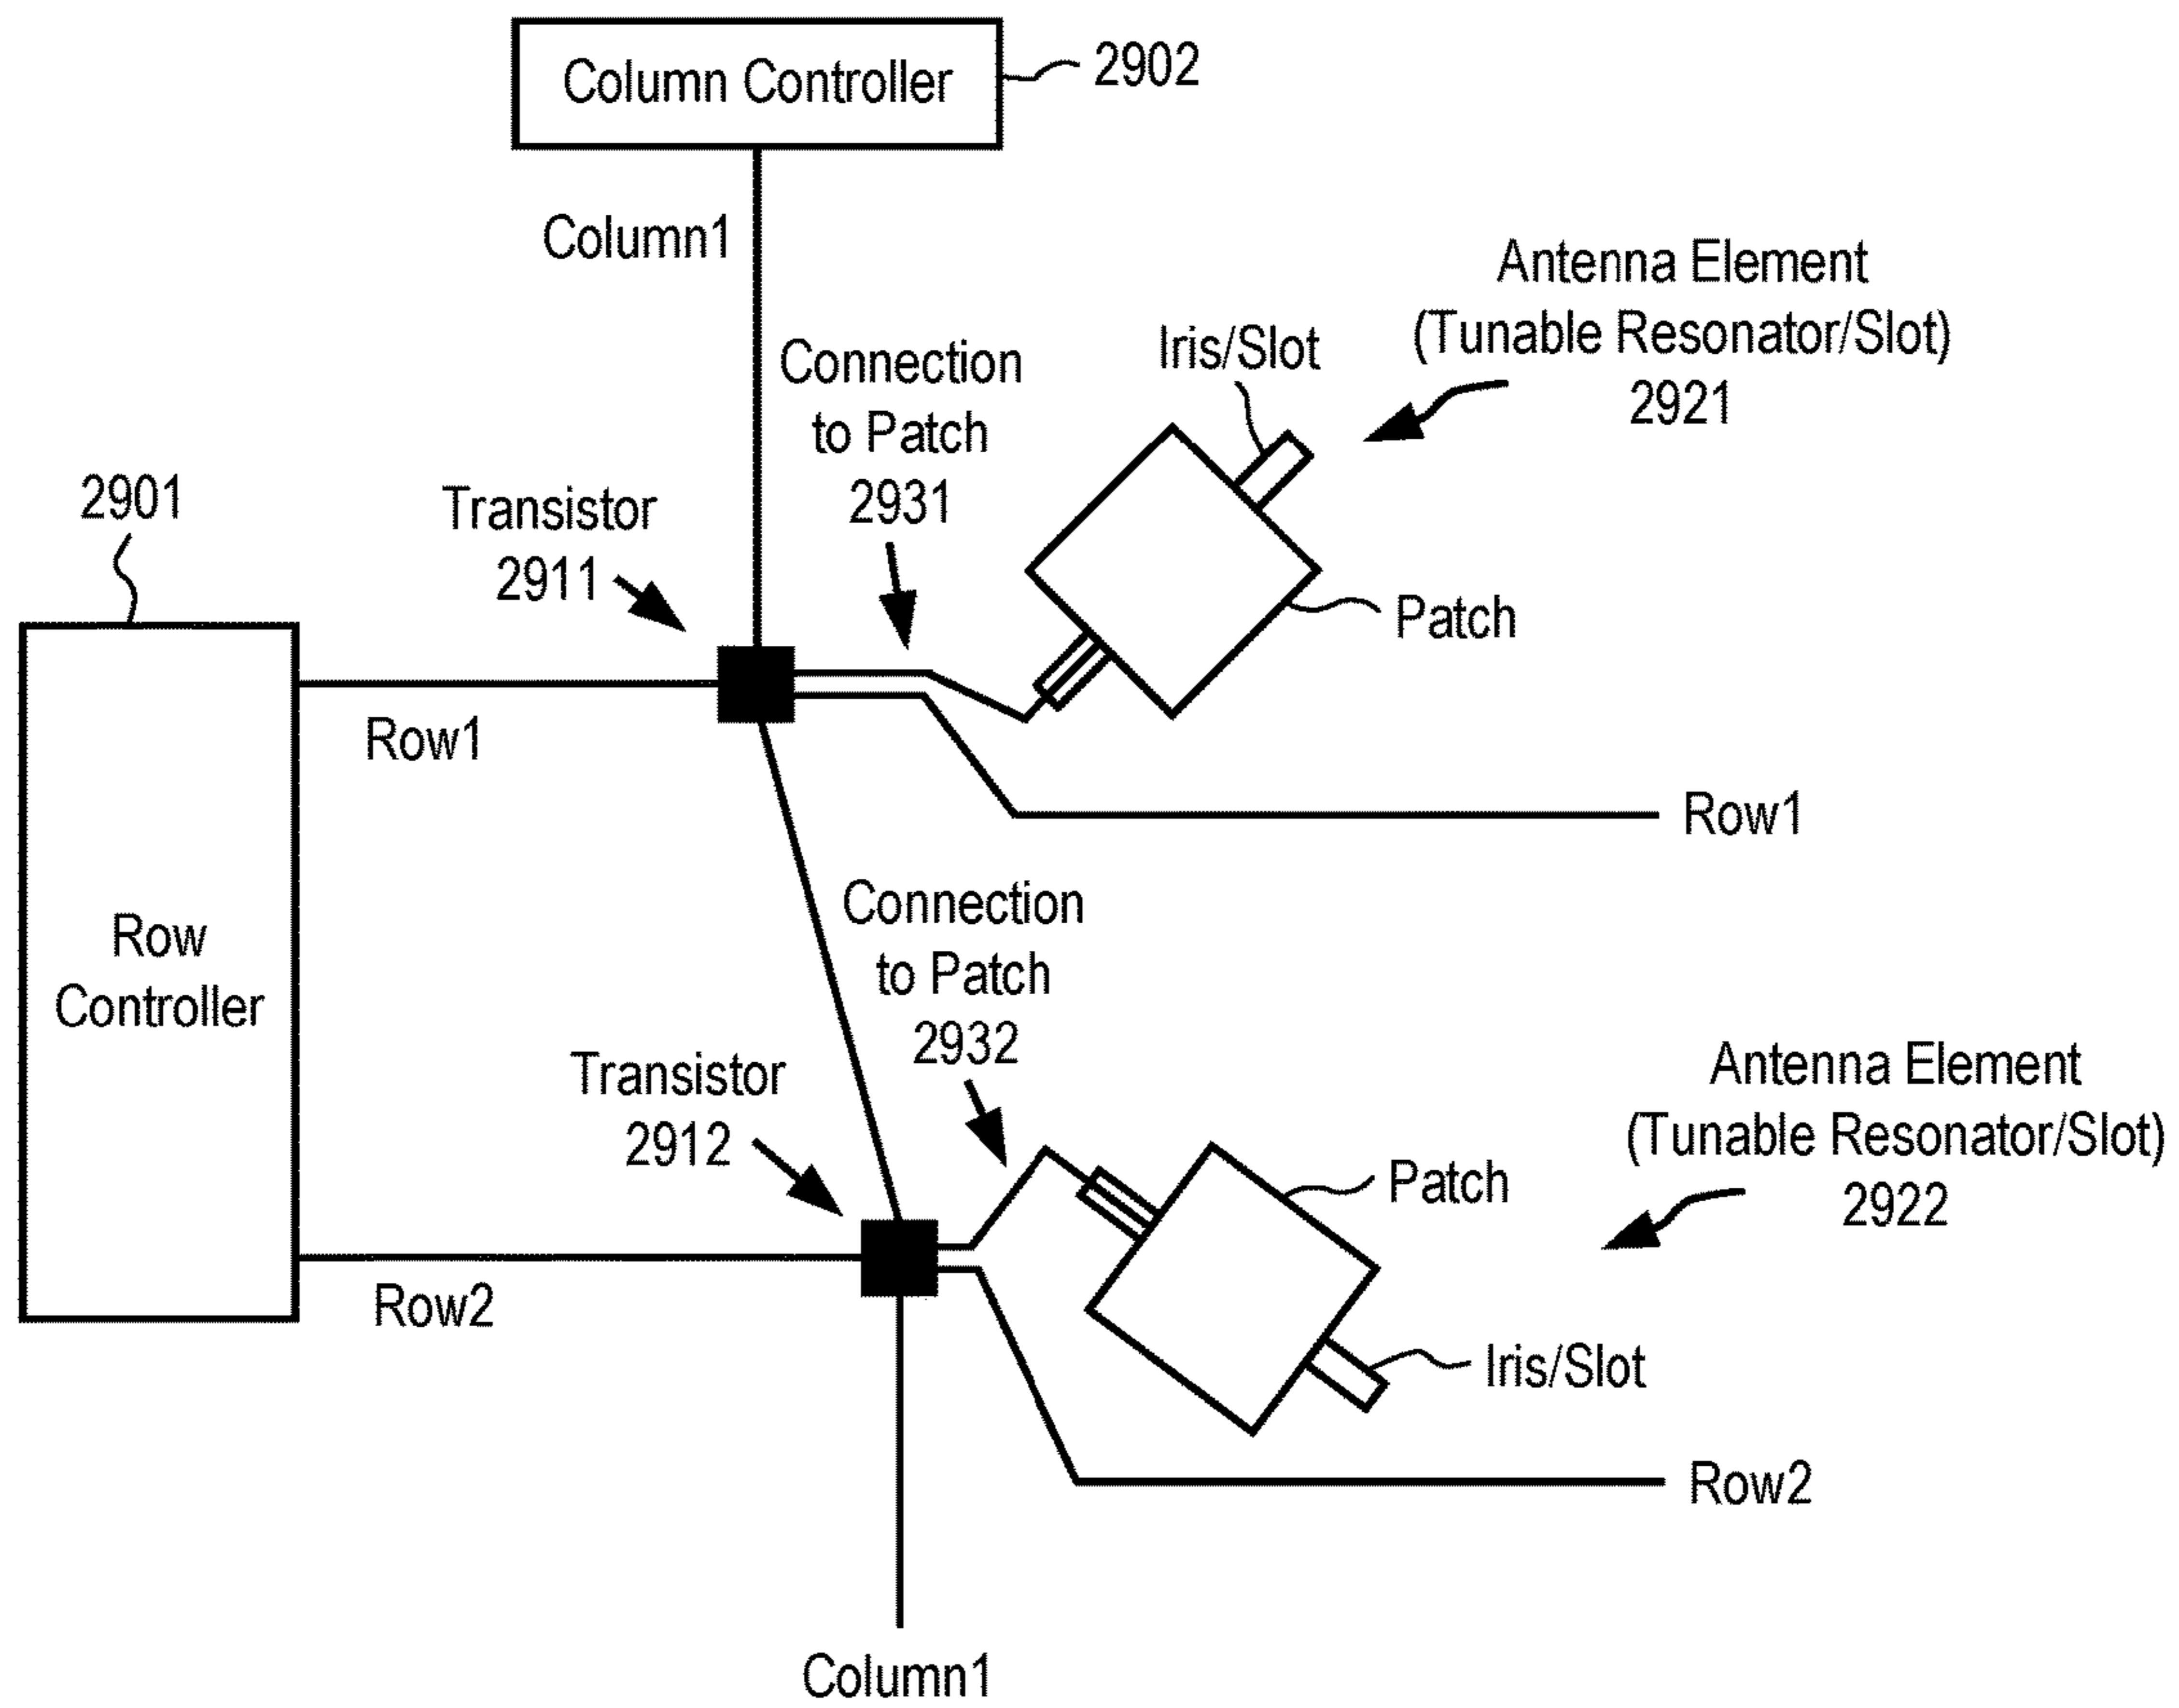 Column Controller
2902
Column1
Antenna Element
(Tunable Resonator/Slot)
2921
Iris/Slot
Connection
to Patch
2931
2901
Transistor
2911
Patch
Row1
Row1
Row
Controller
Connection
to Patch
2932
Transistor
2912
Antenna Element
(Tunable Resonator/Slot)
2922
Patch
Row2
Iris/Slot
Row2
Column1